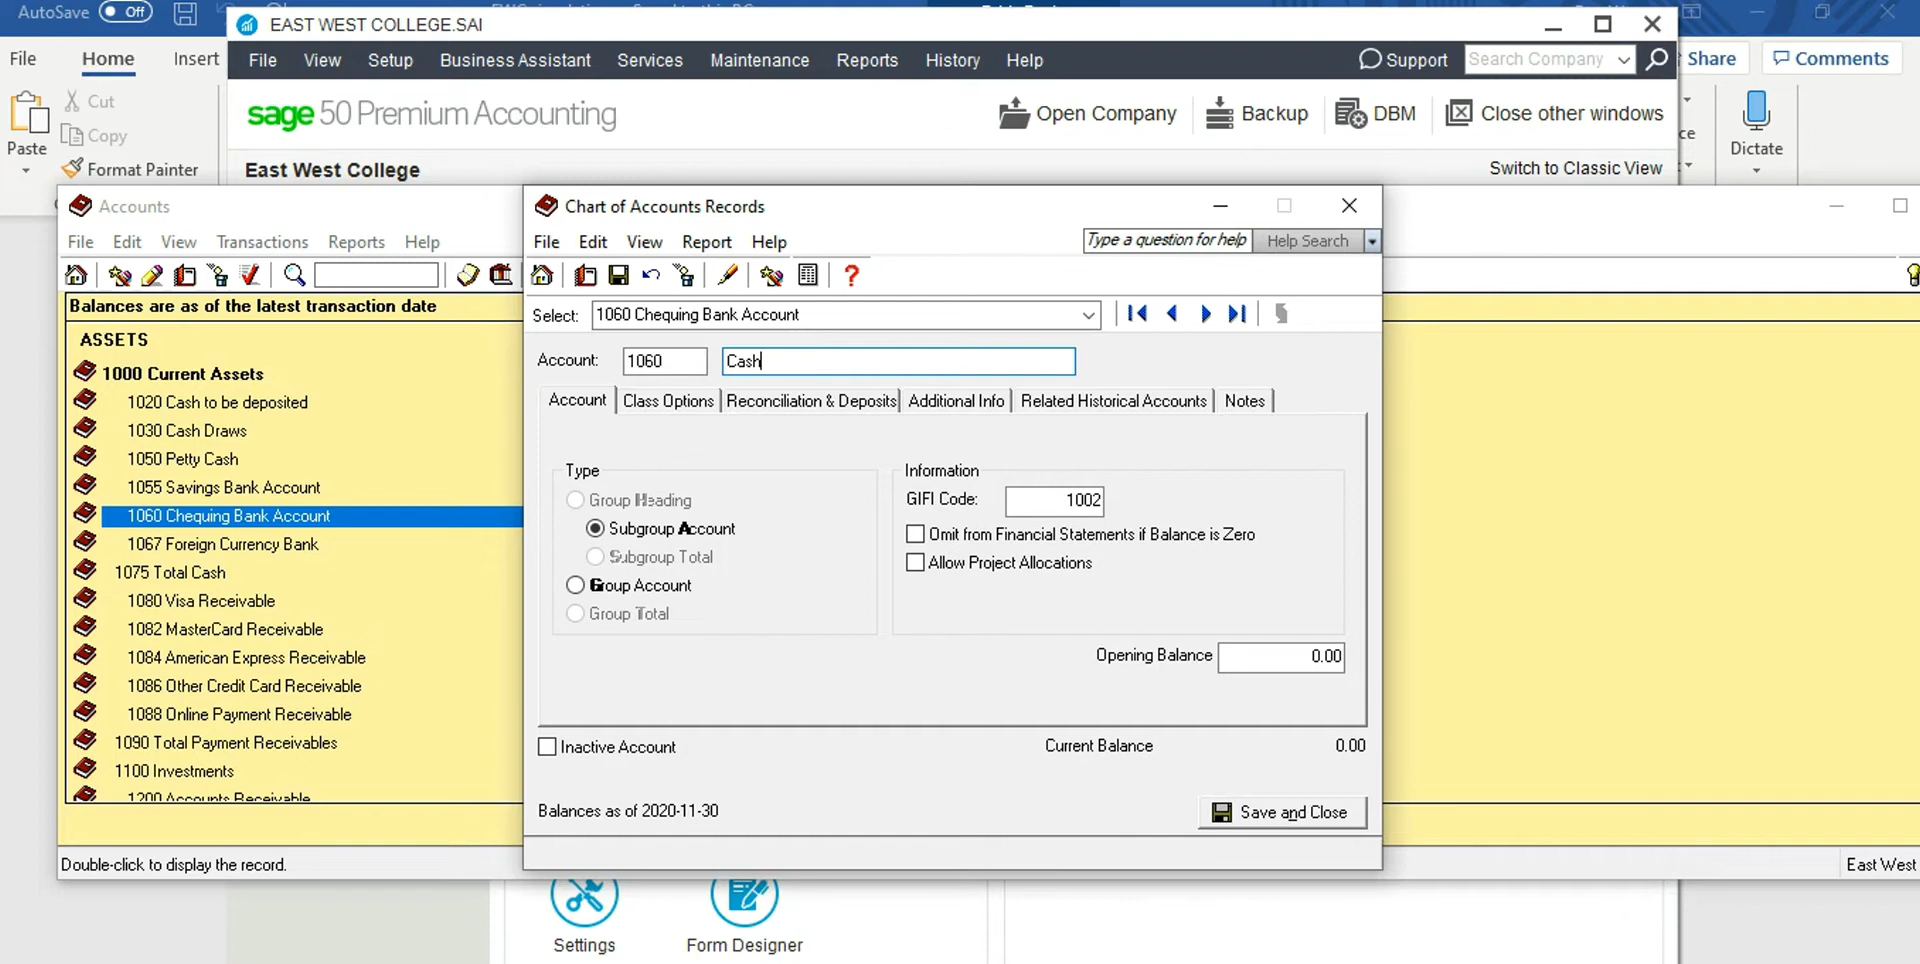 AutoSave Off
File Home Insert
Cut
Copy
Paste
Format Painter
Share Comments
Dictate
EAST WEST COLLEGE.SAI
File View Setup Business Assistant Services Maintenance Reports History Help Support Search Company
sage 50 Premium Accounting
Open Company Backup DBM Close other windows
East West College
Switch to Classic View
Accounts
File Edit View Transactions Reports Help
Balances are as of the latest transaction date
ASSETS
1000 Current Assets
1020 Cash to be deposited
1030 Cash Draws
1050 Petty Cash
1055 Savings Bank Account
1060 Chequing Bank Account
1067 Foreign Currency Bank
1075 Total Cash
1080 Visa Receivable
1082 MasterCard Receivable
1084 American Express Receivable
1086 Other Credit Card Receivable
1088 Online Payment Receivable
1090 Total Payment Receivables
1100 Investments
1200 Accounts Receivable
Double-click to display the record.
East West
Chart of Accounts Records
File Edit View Report Help
Type a question for help Help Search
Select: 1060 Chequing Bank Account
Account: 1060 Cash
Account Class Options Reconciliation & Deposits Additional Info Related Historical Accounts Notes
Type
Group Heading
Subgroup Account
Subgroup Total
Group Account
Group Total
Information
GIFI Code: 1002
Omit from Financial Statements if Balance is Zero
Allow Project Allocations
Opening Balance 0.00
Inactive Account
Current Balance 0.00
Balances as of 2020-11-30
Save and Close
Settings Form Designer